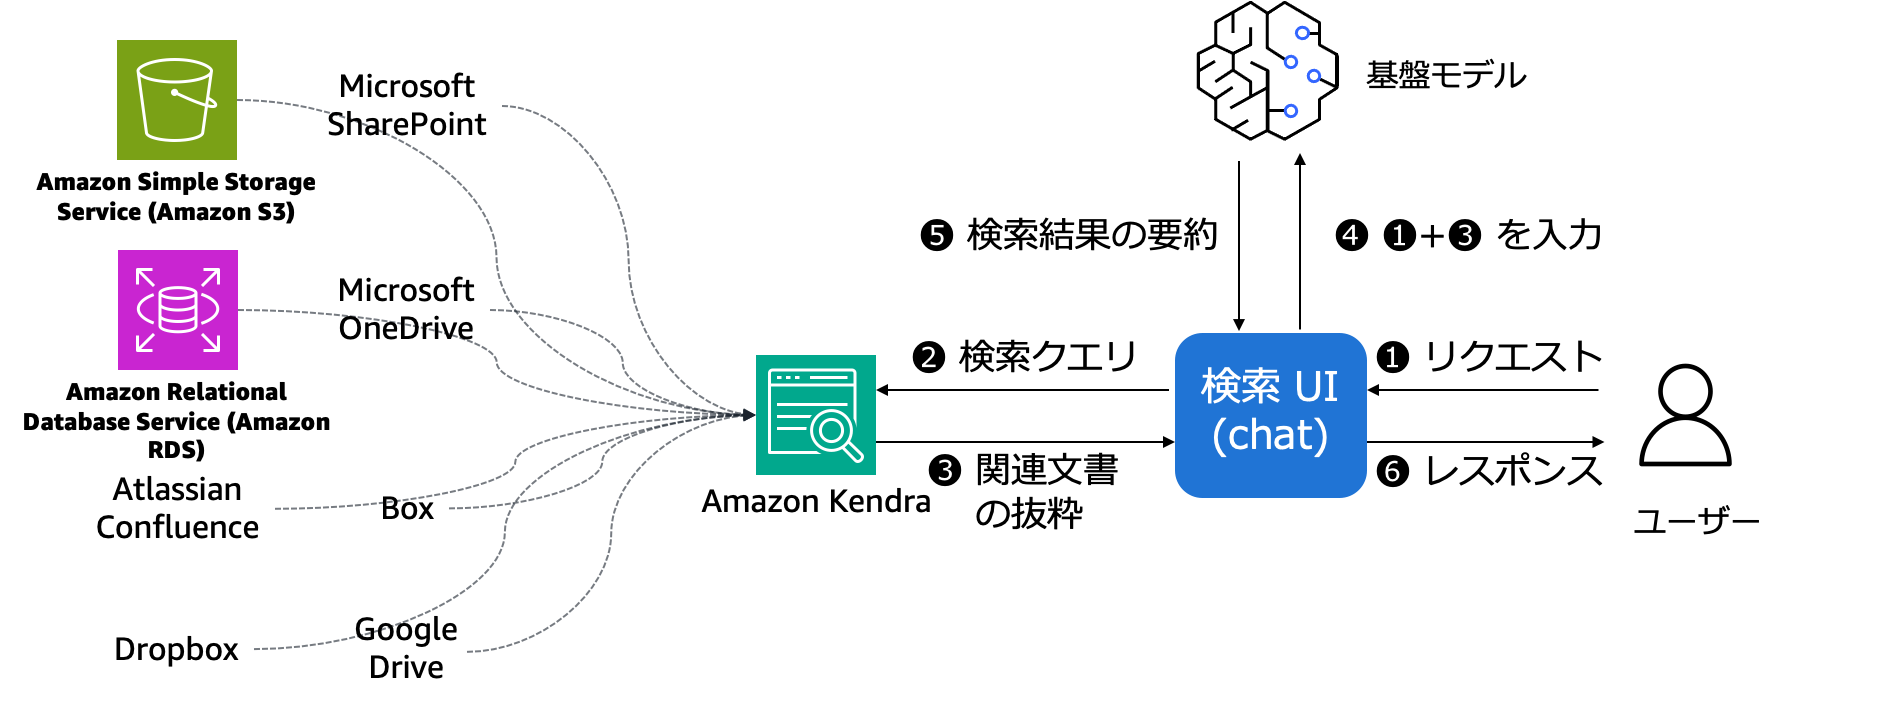 Amazon Simple Storage
Service (Amazon S3)
Microsoft
SharePoint
Amazon Relational
Database Service (Amazon
RDS)
Microsoft
OneDrive
Atlassian
Confluence
Box
Dropbox
Google
Drive
Amazon Kendra
基盤モデル
❺ 検索結果の要約
❹ ❶+❸ を入力
❷ 検索クエリ
❸ 関連文書
の抜粋
検索 UI
(chat)
❶ リクエスト
❻ レスポンス
ユーザー